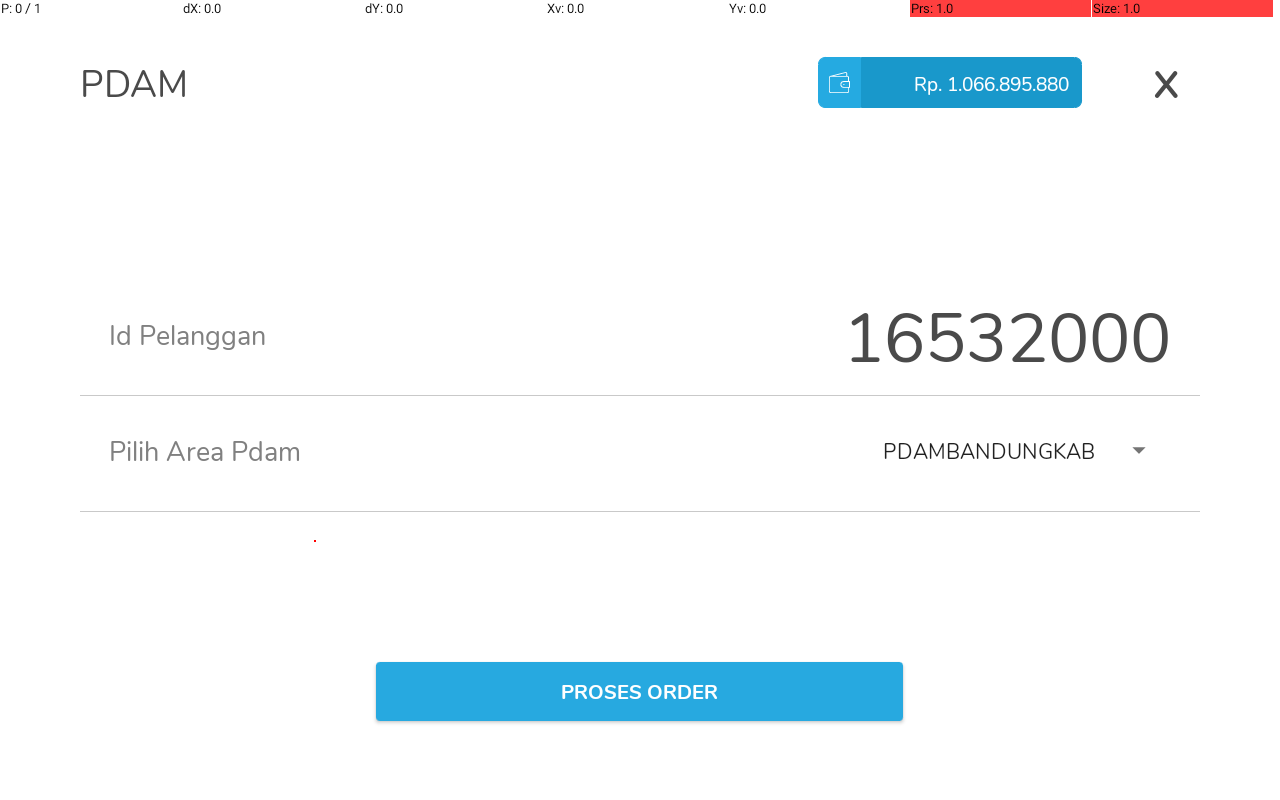 P: 0 / 1 dX: 0.0 dY: 0.0 Xv: 0.0 Yv: 0.0 Prs: 1.0 Size: 1.0
PDAM Rp. 1.066.895.880 X
Id Pelanggan 16532000
Pilih Area Pdam PDAMBANDUNGKAB
PROSES ORDER